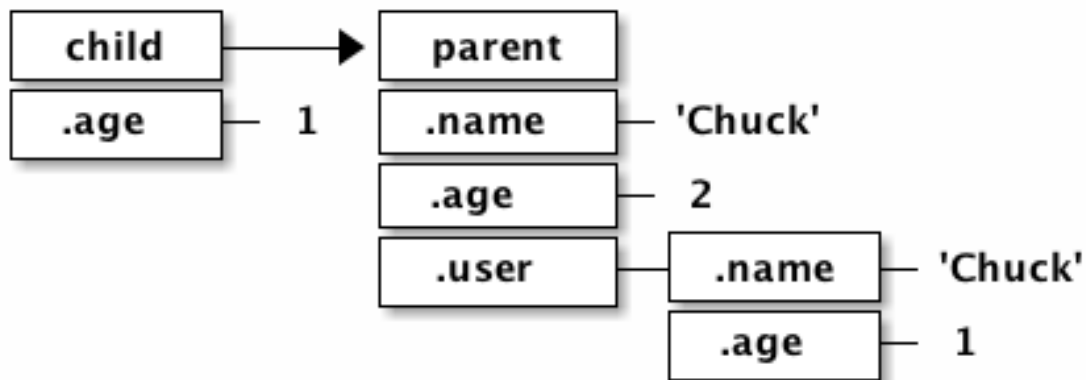 child
parent
.age
1
.name
'Chuck'
.age
2
.user
.name
'Chuck'
.age
1